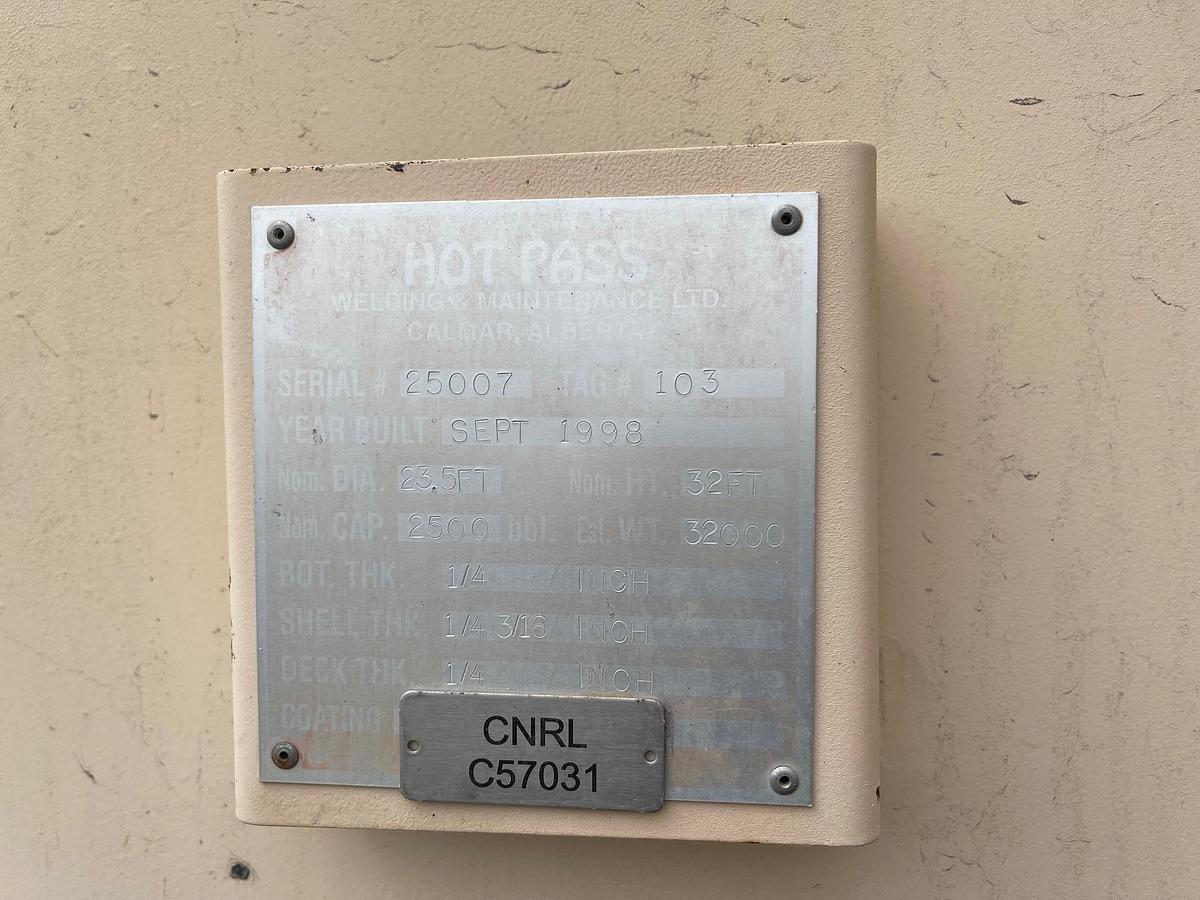 HOT PASS
WELDING & MAINTENANCE LTD.
CALMAR, ALBERTA
SERIAL # 25007 TAG # 103
YEAR BUILT SEPT 1998
Nom. DIA. 23.5FT Nom. HT. 32FT
Nom. CAP. 2500 bbl. Est. WT. 32000
BOT. THK 1/4 INCH
SHELL THK 1/4 3/16 INCH
DECK THK 1/4 INCH
COATING
CNRL
C57031